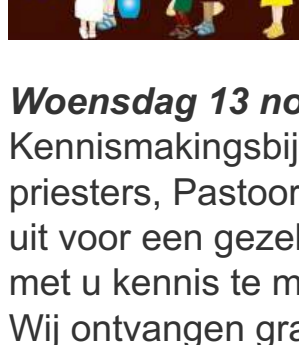 Woensdag 13 no
Kennismakingsbij
priesters, Pastoor
uit voor een gezel
met u kennis te m
Wij ontvangen gra